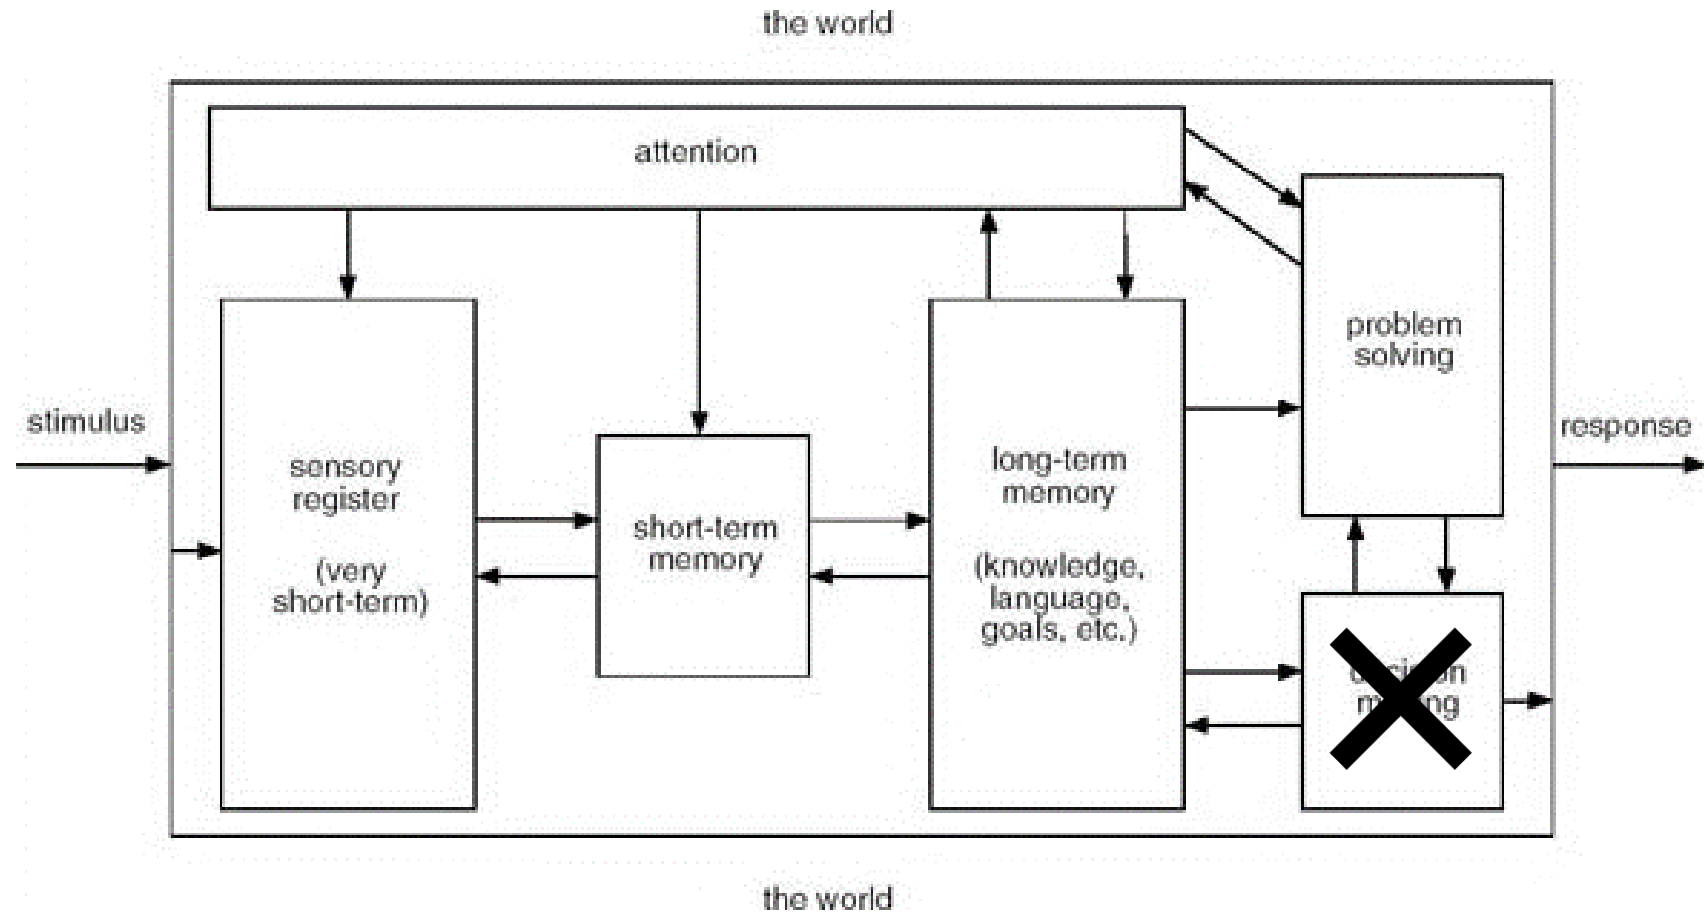 the world
attention
problem
solving
stimulus
response
sensory
register
(very
short-term)
short-term
memory
long-term
memory
(knowledge,
language,
goals, etc.)
the world